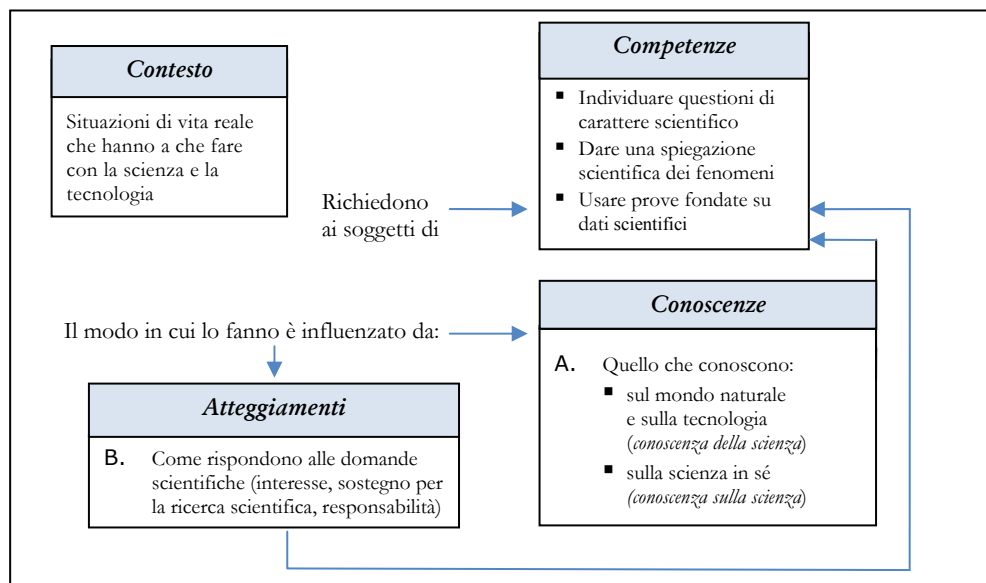 Contesto
Situazioni di vita reale
che hanno a che fare
con la scienza e la
tecnologia
Richiedono
ai soggetti di
Competenze
▪ Individuare questioni di
carattere scientifico
▪ Dare una spiegazione
scientifica dei fenomeni
▪ Usare prove fondate su
dati scientifici
Il modo in cui lo fanno è influenzato da:
Conoscenze
A. Quello che conoscono:
▪ sul mondo naturale
e sulla tecnologia
(conoscenza della scienza)
▪ sulla scienza in sé
(conoscenza sulla scienza)
Atteggiamenti
B. Come rispondono alle domande
scientifiche (interesse, sostegno per
la ricerca scientifica, responsabilità)